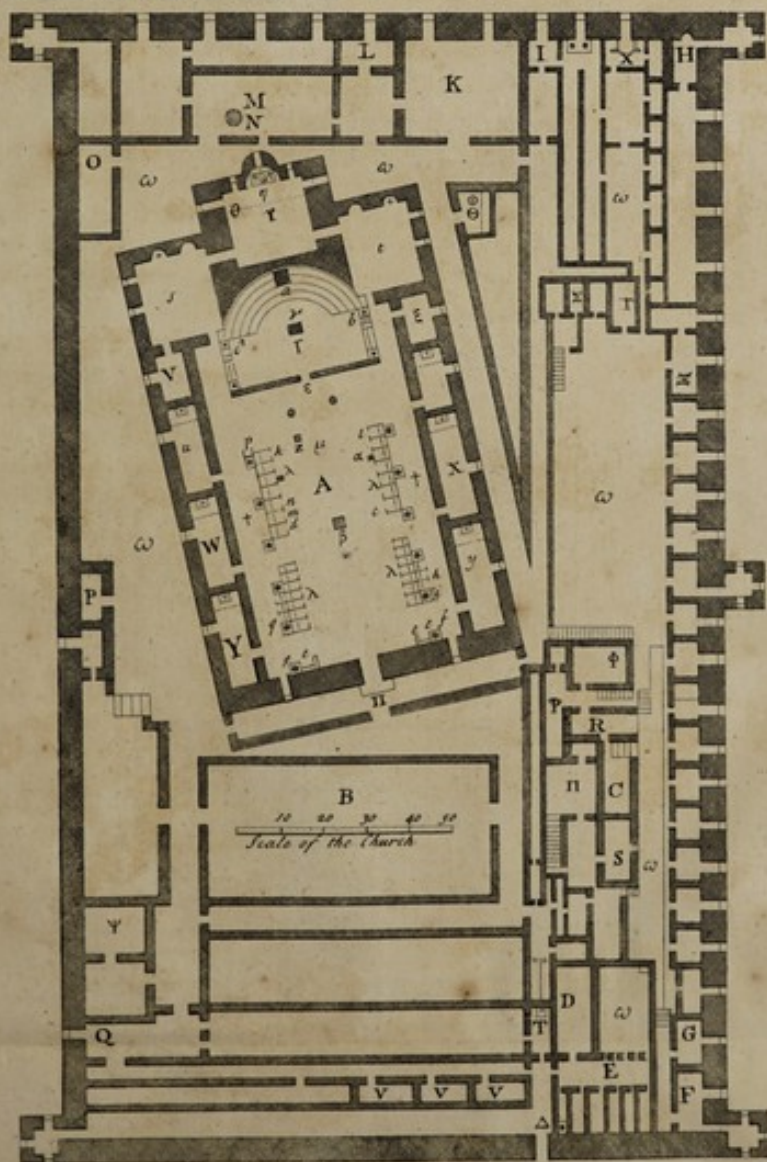 L
I
X
H
K
M
N
O
ω
ω
ω
Θ
η
θ
Υ
t
s
Σ
T
a
ν
b
Γ
ξ
ε
V
Ξ
u
μ
A
X
λ
λ
†
†
ω
ω
W
β
y
P
λ
λ
Y
Π
Φ
P
R
Π
C
B
10 20 30 40 50
Scale of the Church
S
ω
Ψ
D
ω
Q
T
G
E
F
V V V
Δ